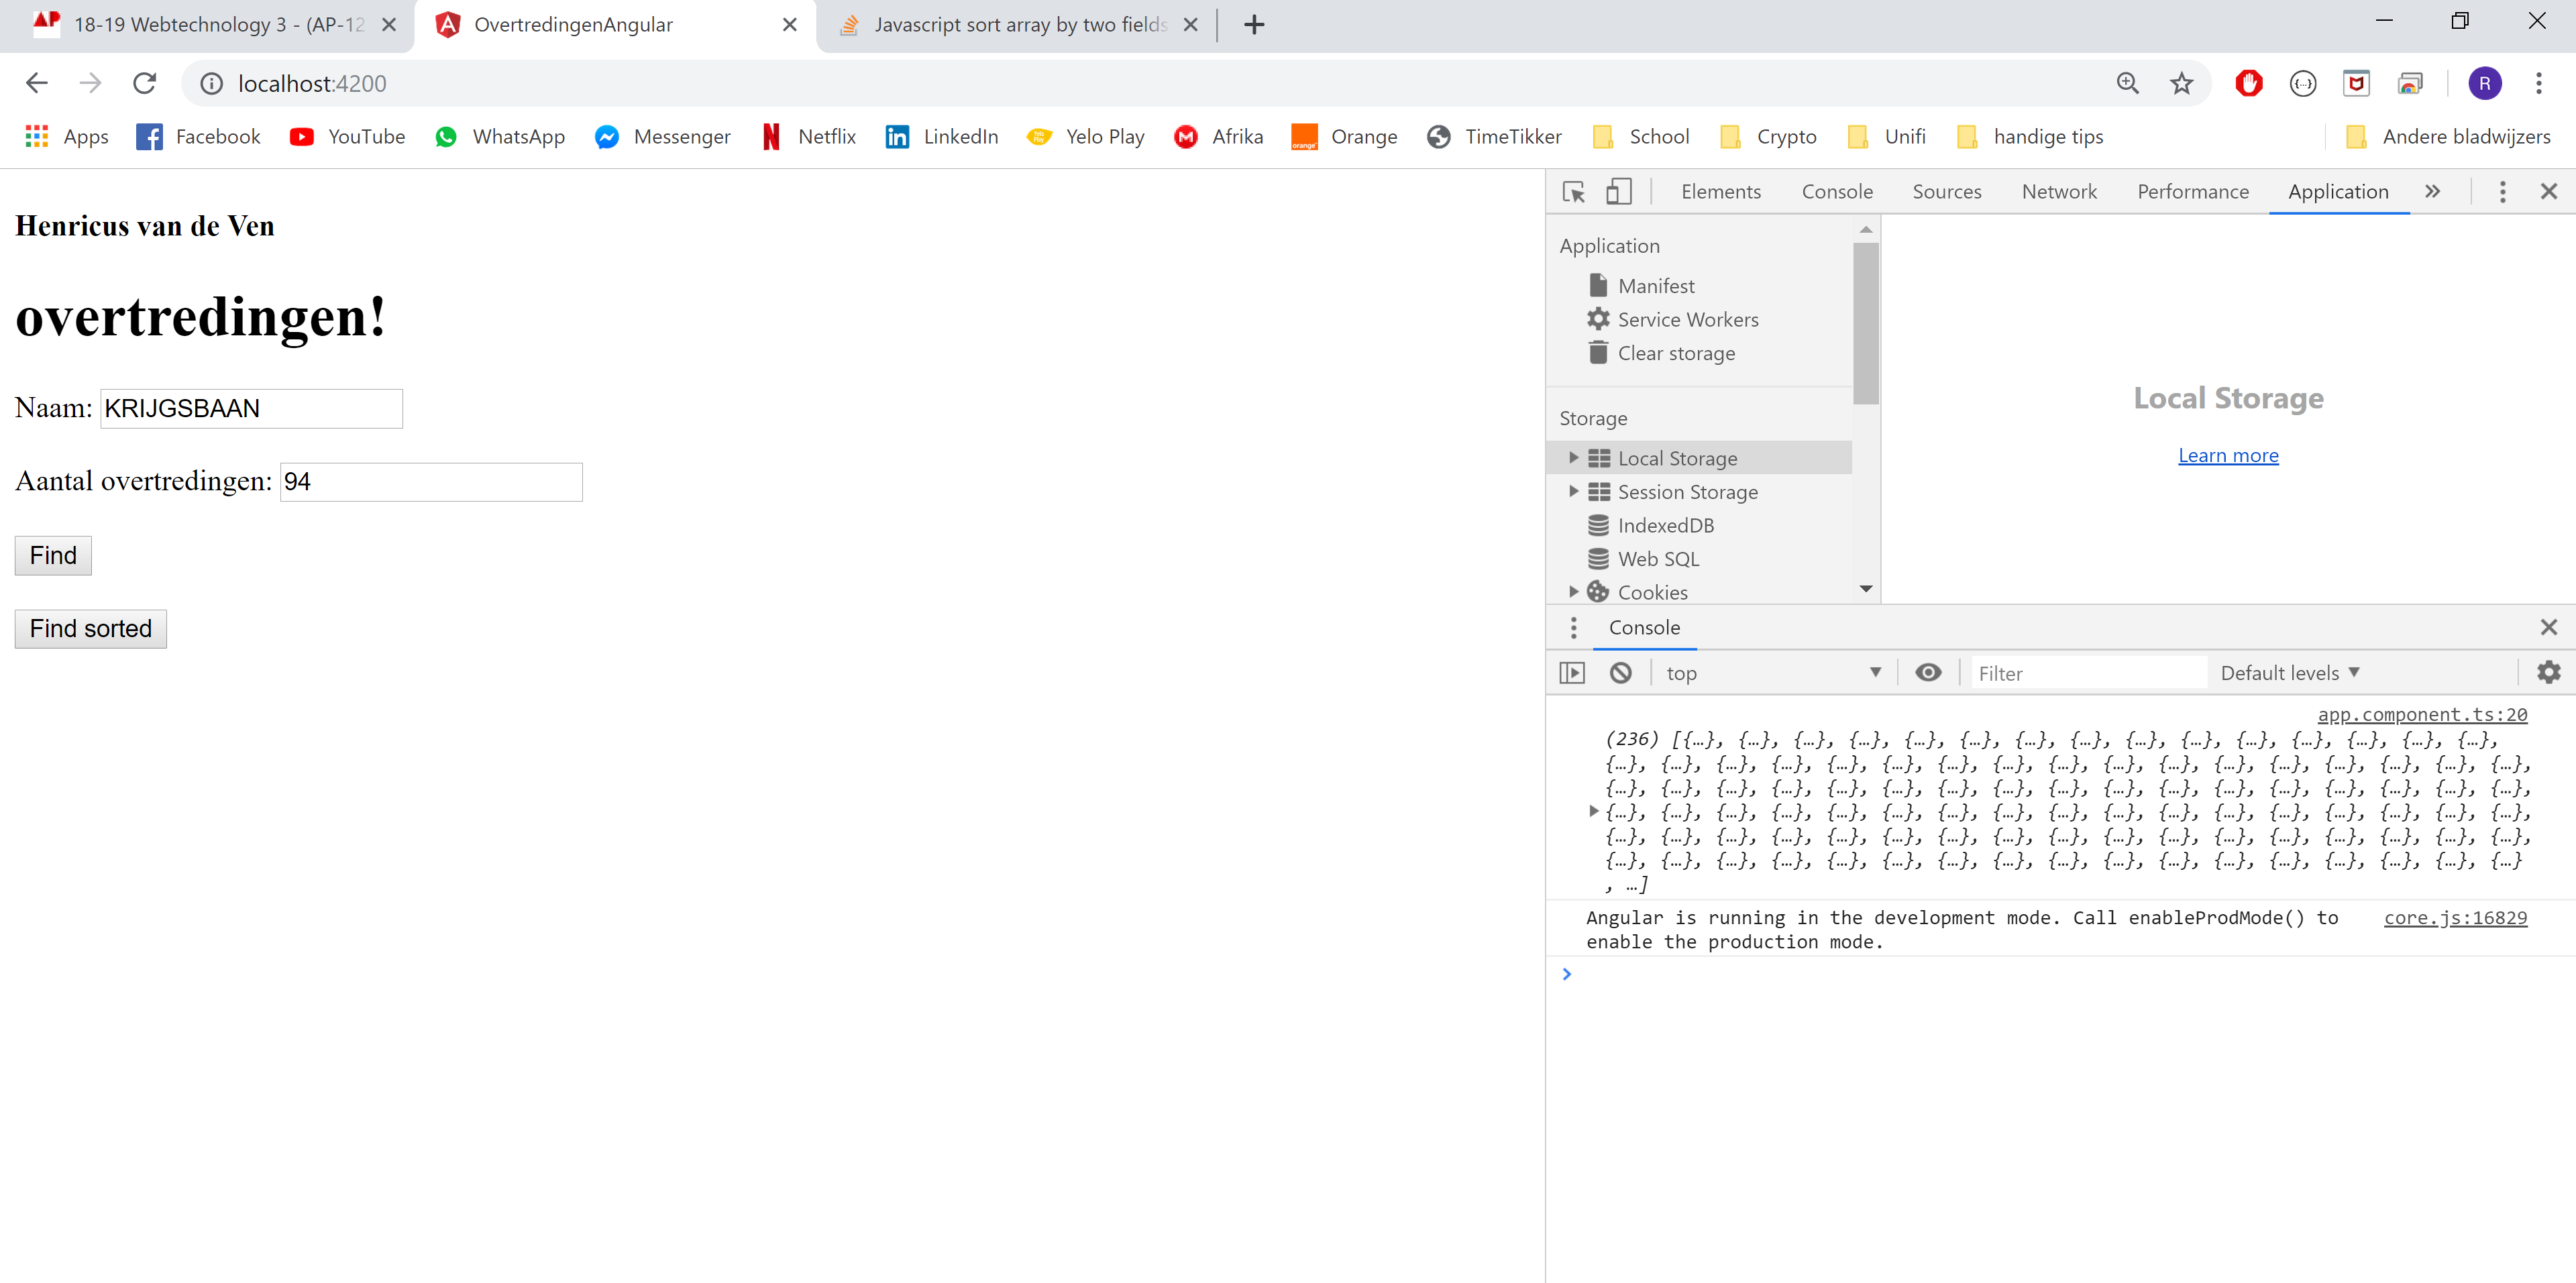 18-19 Webtechnology 3 - (AP-12
OvertredingenAngular
Javascript sort array by two fields
localhost:4200
R
Apps Facebook YouTube WhatsApp Messenger Netflix LinkedIn Yelo Play Afrika Orange TimeTikker School Crypto Unifi handige tips Andere bladwijzers
Henricus van de Ven
overtredingen!
Naam: KRIJGSBAAN
Aantal overtredingen: 94
Find
Find sorted
Elements Console Sources Network Performance Application »
Application
Manifest
Service Workers
Clear storage
Storage
Local Storage
Session Storage
IndexedDB
Web SQL
Cookies
Local Storage
Learn more
Console
top Filter Default levels
app.component.ts:20
(236) [{…}, {…}, {…}, {…}, {…}, {…}, {…}, {…}, {…}, {…}, {…}, {…}, {…}, {…}, {…},
{…}, {…}, {…}, {…}, {…}, {…}, {…}, {…}, {…}, {…}, {…}, {…}, {…}, {…}, {…}, {…}, {…},
{…}, {…}, {…}, {…}, {…}, {…}, {…}, {…}, {…}, {…}, {…}, {…}, {…}, {…}, {…}, {…}, {…},
{…}, {…}, {…}, {…}, {…}, {…}, {…}, {…}, {…}, {…}, {…}, {…}, {…}, {…}, {…}, {…}, {…},
{…}, {…}, {…}, {…}, {…}, {…}, {…}, {…}, {…}, {…}, {…}, {…}, {…}, {…}, {…}, {…}, {…},
{…}, {…}, {…}, {…}, {…}, {…}, {…}, {…}, {…}, {…}, {…}, {…}, {…}, {…}, {…}, {…}, {…}
, …]
Angular is running in the development mode. Call enableProdMode() to core.js:16829
enable the production mode.